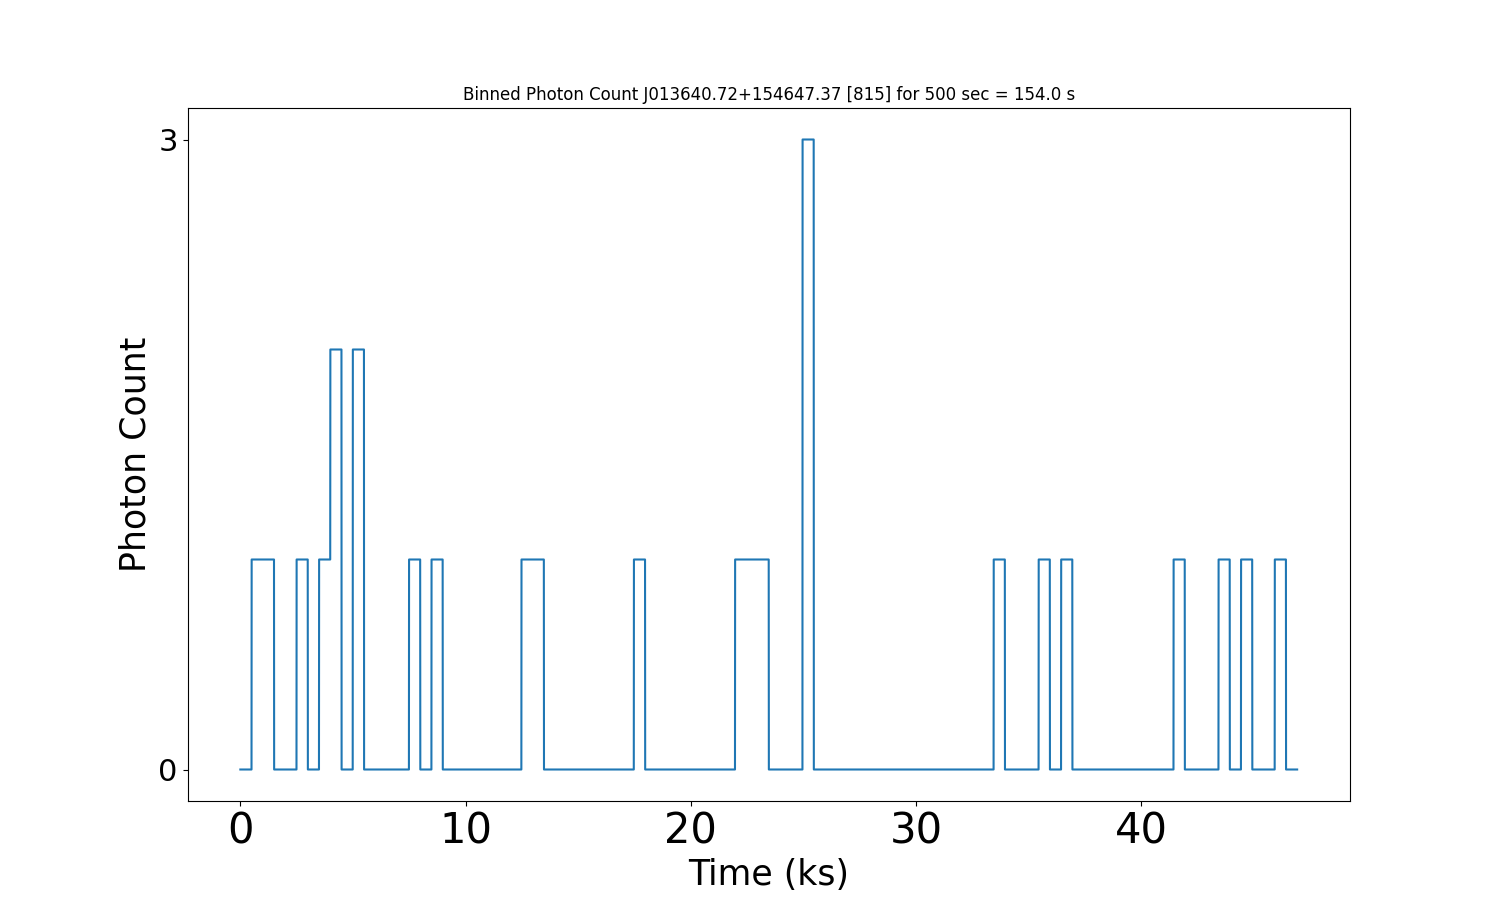 Binned Photon Count J013640.72+154647.37 [815] for 500 sec = 154.0 s
3
Photon Count
0
0 10 20 30 40
Time (ks)